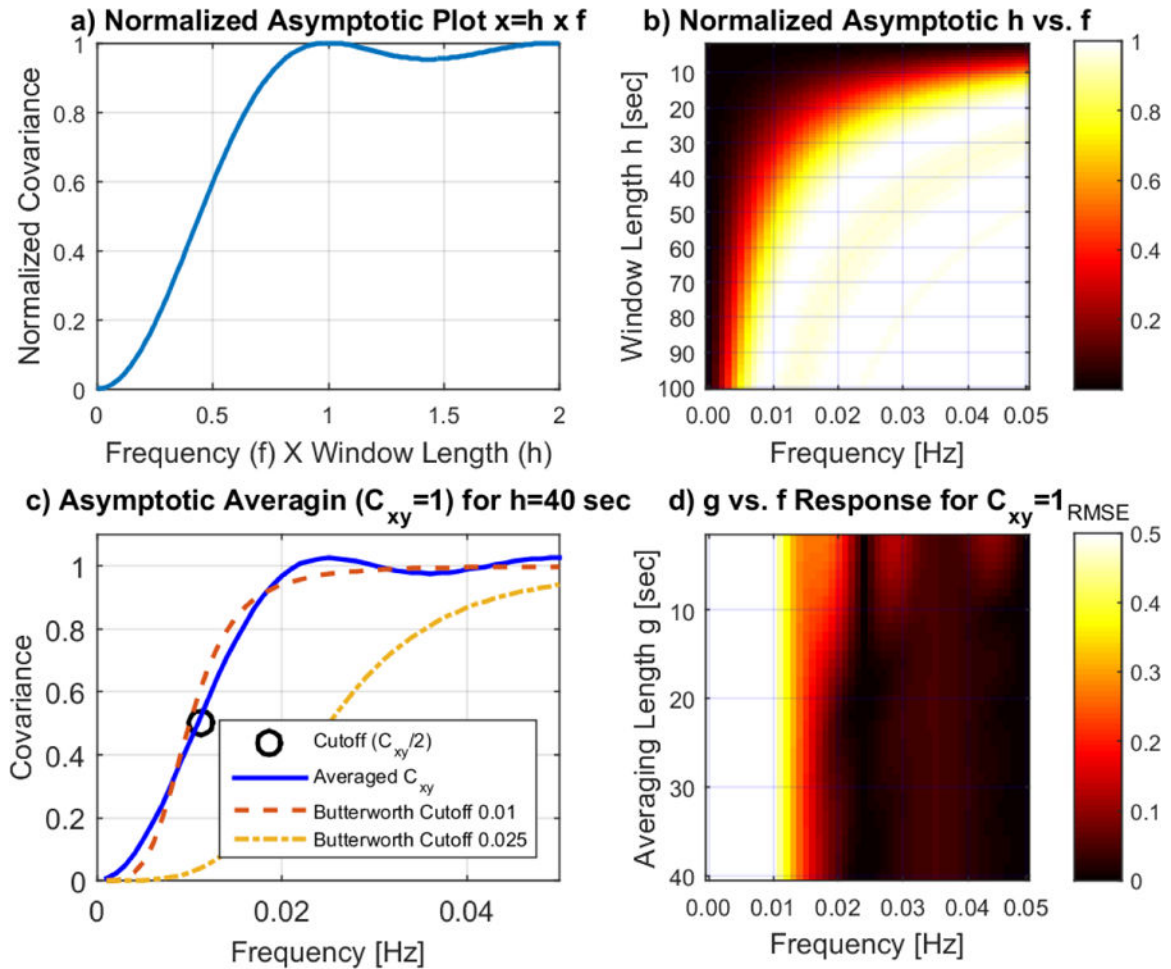 a) Normalized Asymptotic Plot x=h x f
Normalized Covariance
1
0.8
0.6
0.4
0.2
0
0 0.5 1 1.5 2
Frequency (f) X Window Length (h)
b) Normalized Asymptotic h vs. f
Window Length h [sec]
10
20
30
40
50
60
70
80
90
100
0.00 0.01 0.02 0.03 0.04 0.05
Frequency [Hz]
1
0.8
0.6
0.4
0.2
c) Asymptotic Averagin (C_xy=1) for h=40 sec
Covariance
1
0.8
0.6
0.4
0.2
0
0 0.02 0.04
Frequency [Hz]
Cutoff (C_xy/2)
Averaged C_xy
Butterworth Cutoff 0.01
Butterworth Cutoff 0.025
d) g vs. f Response for C_xy=1
RMSE
Averaging Length g [sec]
10
20
30
40
0.00 0.01 0.02 0.03 0.04 0.05
Frequency [Hz]
0.5
0.4
0.3
0.2
0.1
0